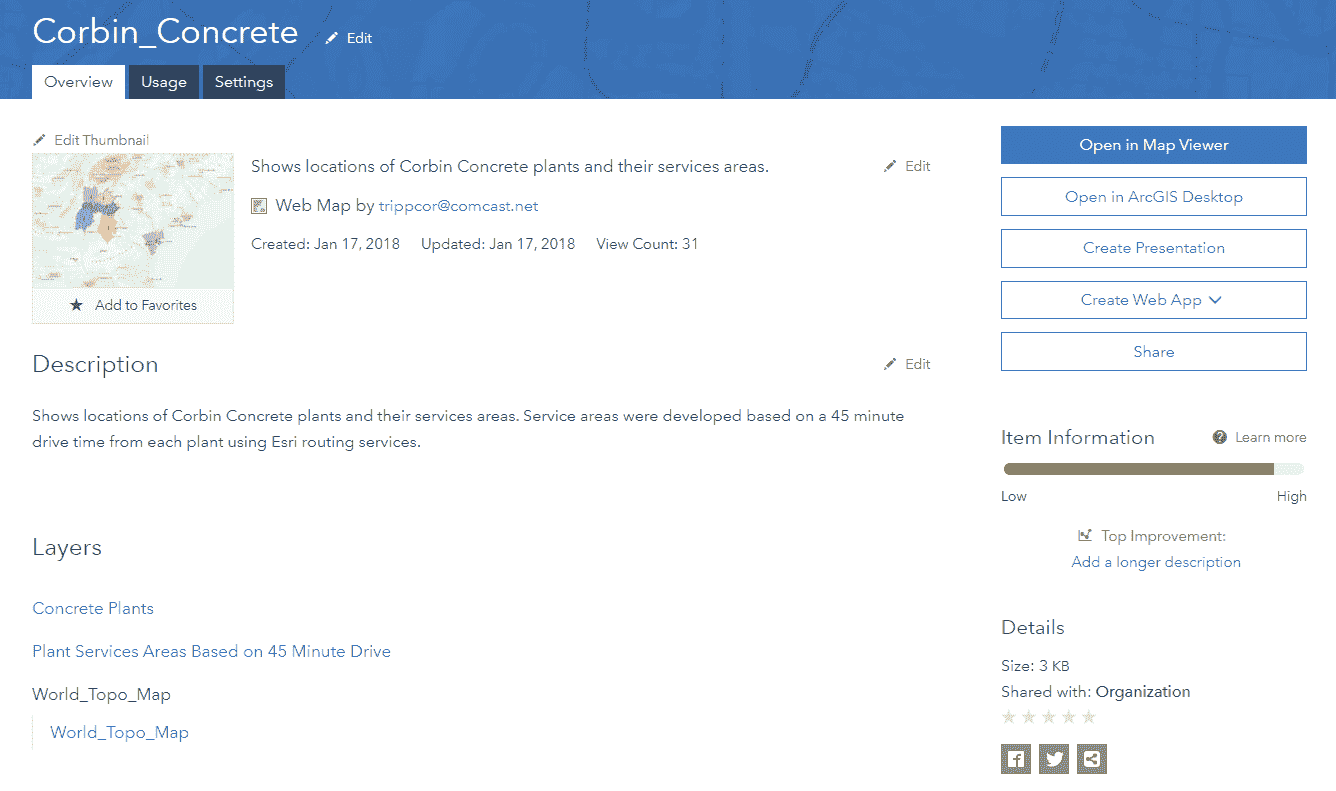 Corbin_Concrete Edit
Overview Usage Settings
Edit Thumbnail
Shows locations of Corbin Concrete plants and their services areas. Edit
Web Map by trippcor@comcast.net
Created: Jan 17, 2018 Updated: Jan 17, 2018 View Count: 31
Add to Favorites
Description Edit
Shows locations of Corbin Concrete plants and their services areas. Service areas were developed based on a 45 minute
drive time from each plant using Esri routing services.
Layers
Concrete Plants
Plant Services Areas Based on 45 Minute Drive
World_Topo_Map
World_Topo_Map
Open in Map Viewer
Open in ArcGIS Desktop
Create Presentation
Create Web App
Share
Item Information Learn more
Low High
Top Improvement:
Add a longer description
Details
Size: 3 KB
Shared with: Organization